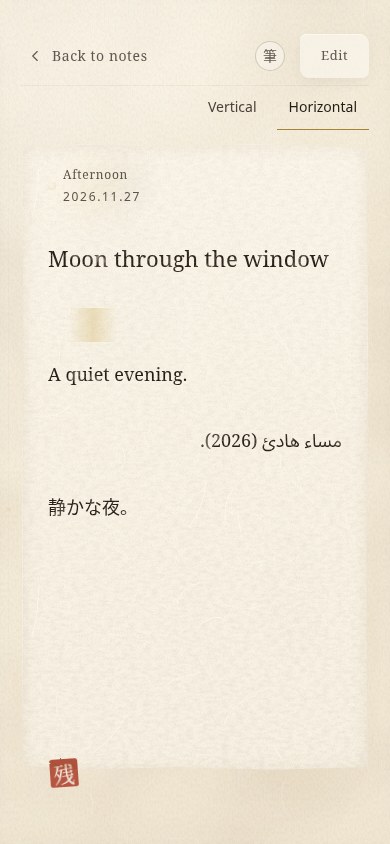 Back to notes
筆
Edit
Vertical
Horizontal
Afternoon
2026.11.27
Moon through the window
A quiet evening.
مساء هادئ (2026).
静かな夜。
残